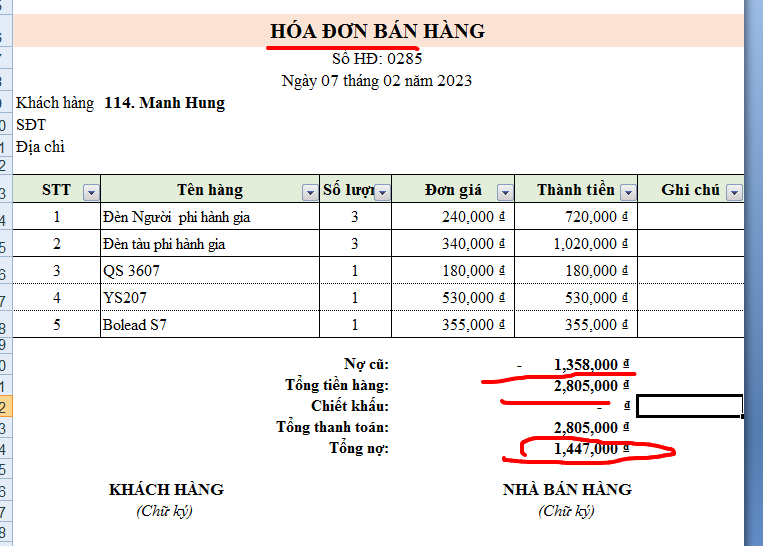 HÓA ĐƠN BÁN HÀNG
Số HĐ: 0285
Ngày 07 tháng 02 năm 2023
Khách hàng 114. Manh Hung
SĐT
Địa chỉ
STT Tên hàng Số lượn Đơn giá Thành tiền Ghi chú
1 Đèn Người phi hành gia 3 240,000 đ 720,000 đ
2 Đèn tàu phi hành gia 3 340,000 đ 1,020,000 đ
3 QS 3607 1 180,000 đ 180,000 đ
4 YS207 1 530,000 đ 530,000 đ
5 Bolead S7 1 355,000 đ 355,000 đ
Nợ cũ: - 1,358,000 đ
Tổng tiền hàng: 2,805,000 đ
Chiết khấu: - đ
Tổng thanh toán: 2,805,000 đ
Tổng nợ: 1,447,000 đ
KHÁCH HÀNG NHÀ BÁN HÀNG
(Chữ ký) (Chữ ký)